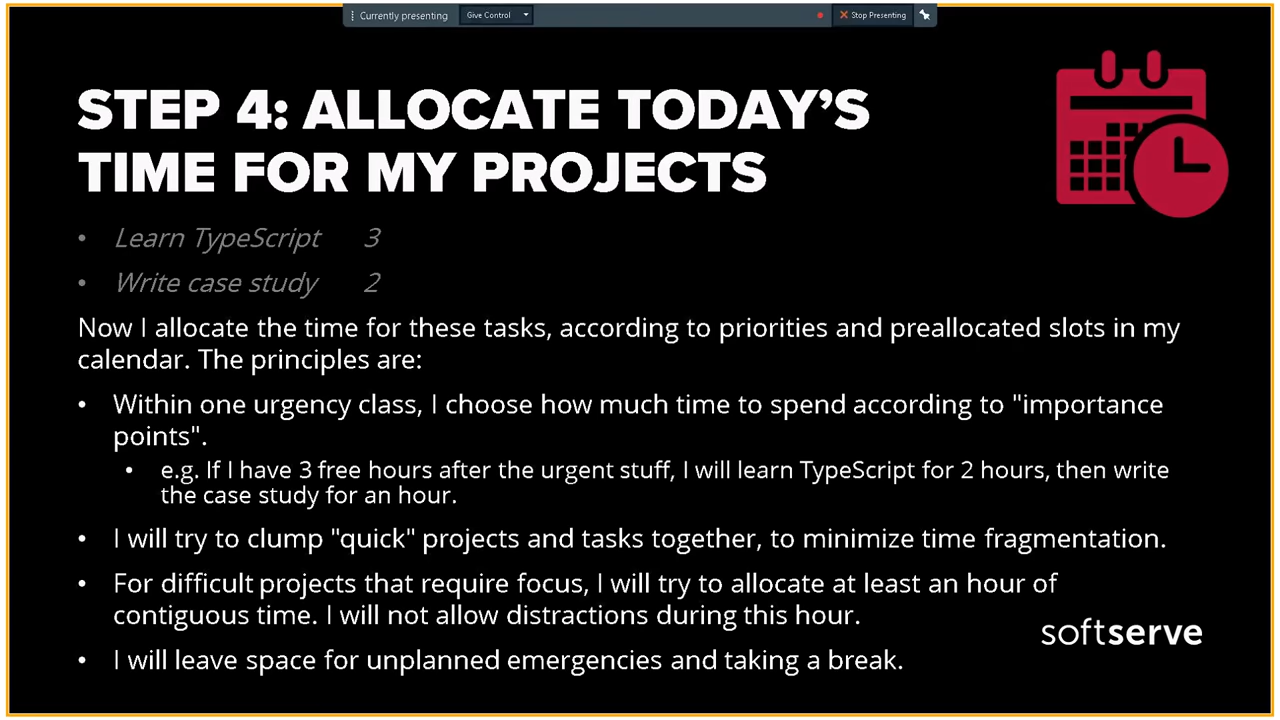 Currently presenting
Give Control
Stop Presenting
STEP 4: ALLOCATE TODAY’S
TIME FOR MY PROJECTS
• Learn TypeScript 3
• Write case study 2
Now I allocate the time for these tasks, according to priorities and preallocated slots in my
calendar. The principles are:
• Within one urgency class, I choose how much time to spend according to "importance
points".
• e.g. If I have 3 free hours after the urgent stuff, I will learn TypeScript for 2 hours, then write
the case study for an hour.
• I will try to clump "quick" projects and tasks together, to minimize time fragmentation.
• For difficult projects that require focus, I will try to allocate at least an hour of
contiguous time. I will not allow distractions during this hour.
softserve
• I will leave space for unplanned emergencies and taking a break.